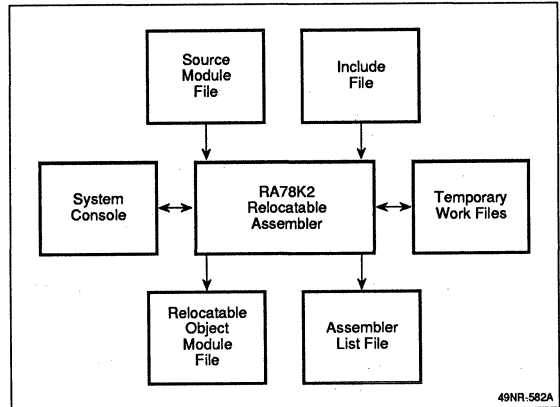 Source
Module
File
Include
File
System
Console
RA78K2
Relocatable
Assembler
Temporary
Work Files
Relocatable
Object
Module
File
Assembler
List File
49NR-582A